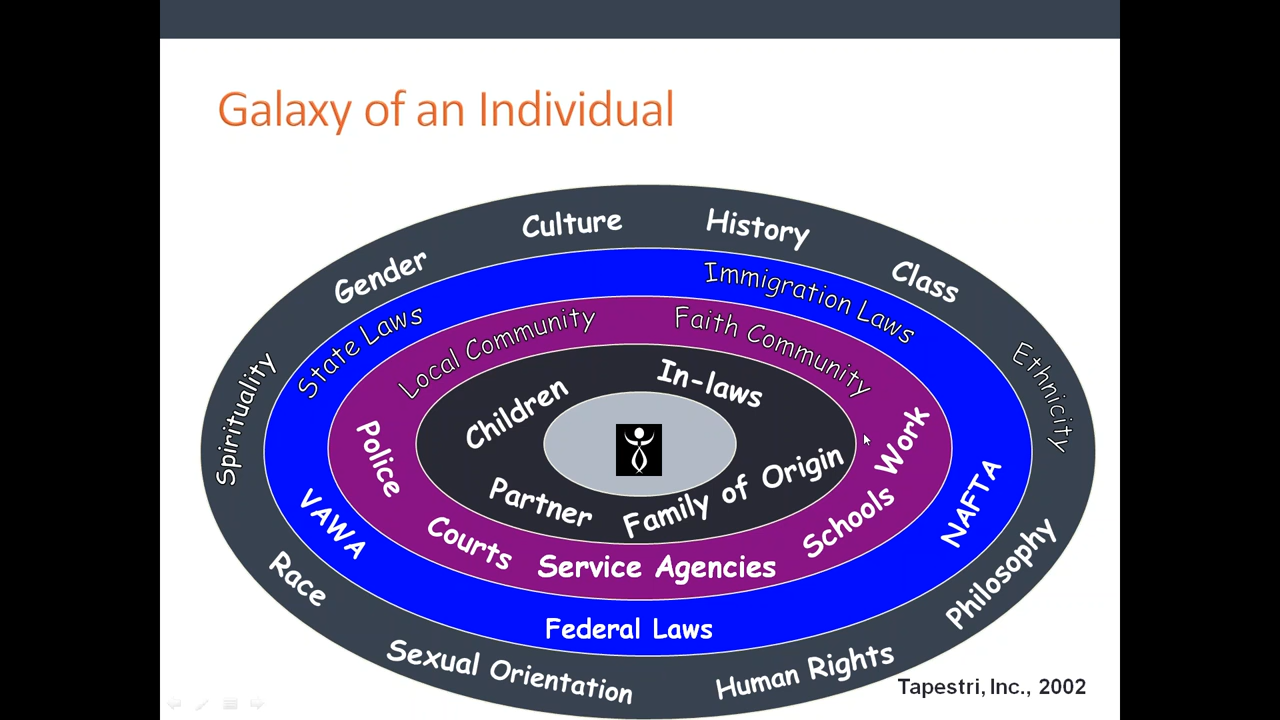 Galaxy of an Individual
Culture
History
Gender
Class
Spirituality
Ethnicity
Race
Philosophy
Sexual Orientation
Human Rights
State Laws
Immigration Laws
VAWA
NAFTA
Federal Laws
Local Community
Faith Community
Police
Work
Courts
Service Agencies
Schools
Children
In-laws
Partner
Family of Origin
Tapestri, Inc., 2002